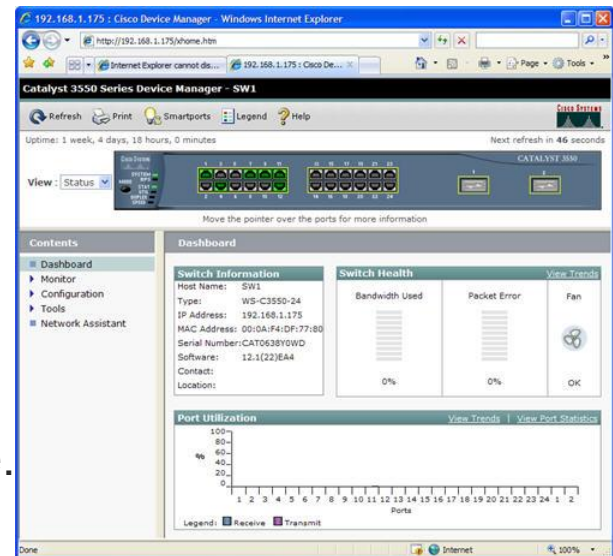 192.168.1.175 : Cisco Device Manager - Windows Internet Explorer
http://192.168.1.175/xhome.htm
Internet Explorer cannot dis...
192.168.1.175 : Cisco De...
Page
Tools
Catalyst 3550 Series Device Manager - SW1
Refresh Print Smartports Legend Help
Cisco Systems
Uptime: 1 week, 4 days, 18 hours, 0 minutes
Next refresh in 46 seconds
View : Status
CATALYST 3550
Move the pointer over the ports for more information
Contents
Dashboard
Monitor
Configuration
Tools
Network Assistant
Dashboard
Switch Information
Host Name: SW1
Type: WS-C3550-24
IP Address: 192.168.1.175
MAC Address: 00:0A:F4:DF:77:80
Serial Number: CAT0638Y0WD
Software: 12.1(22)EA4
Contact:
Location:
Switch Health
View Trends
Bandwidth Used
Packet Error
Fan
0%
0%
OK
Port Utilization
View Trends | View Port Statistics
100
80
60
40
20
0
%
1 2 3 4 5 6 7 8 9 10 11 12 13 14 15 16 17 18 19 20 21 22 23 24 1 2
Ports
Legend: Receive Transmit
Done
Internet
100%